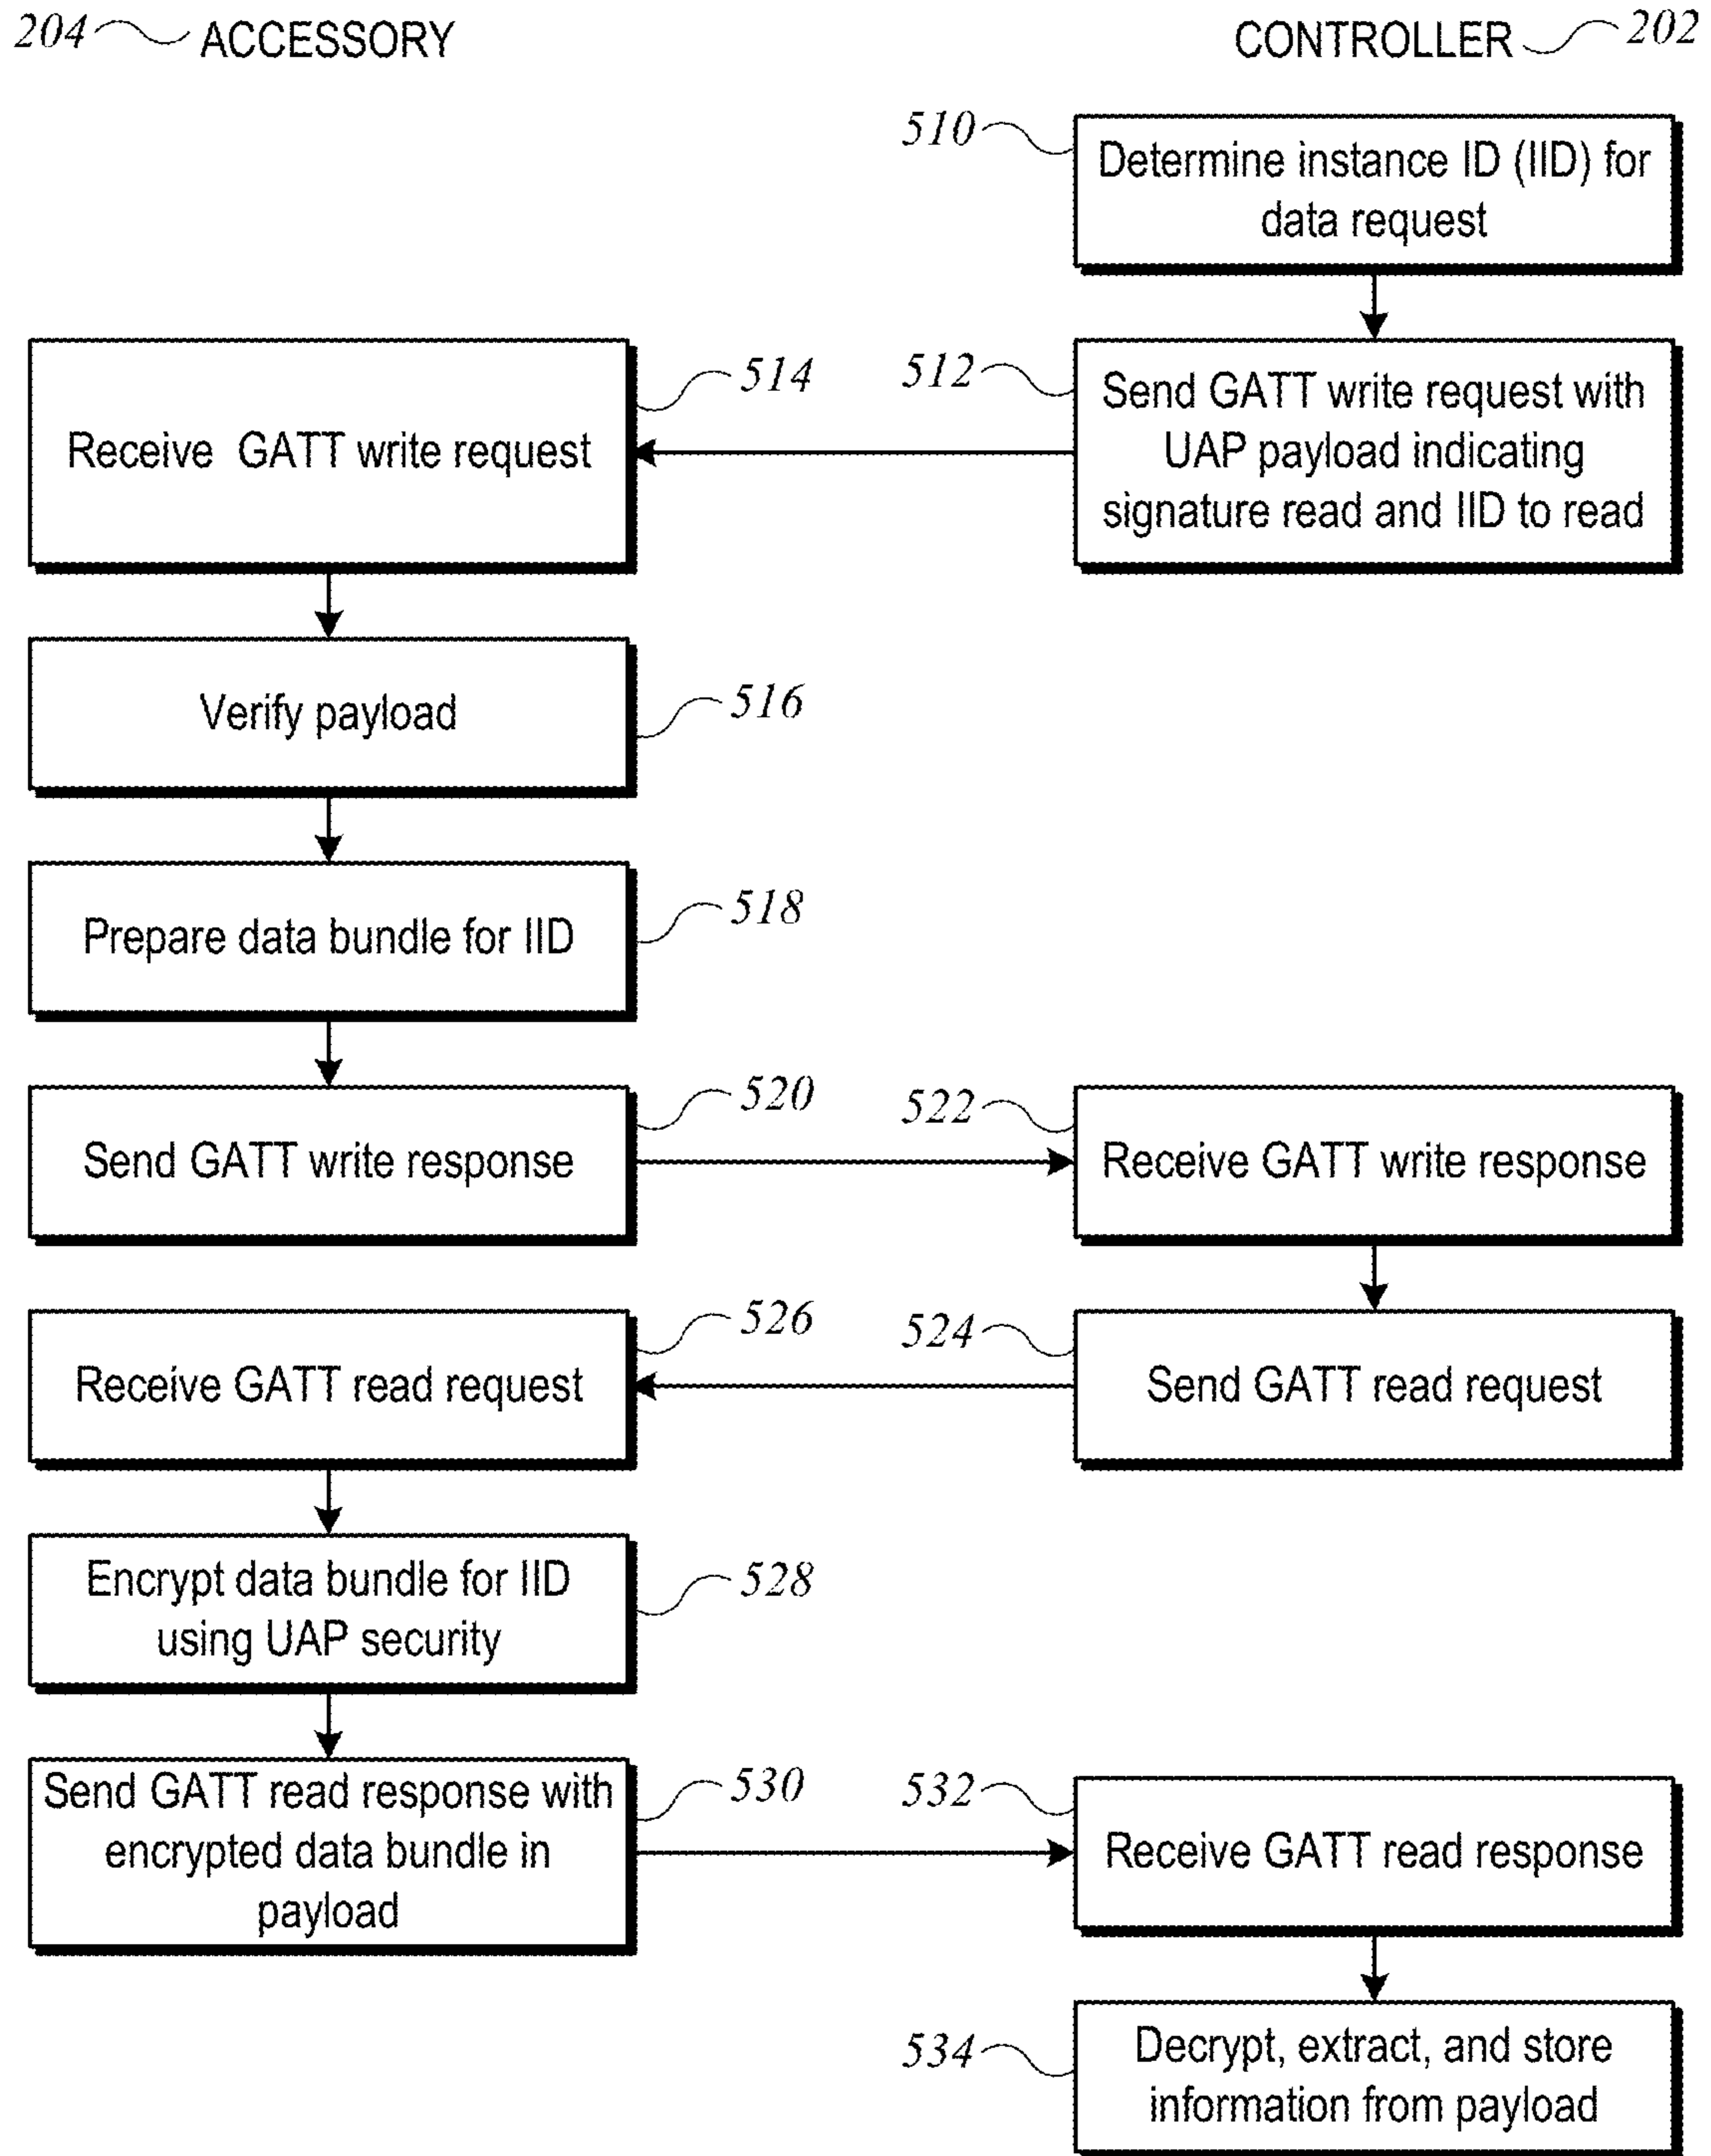 204 ACCESSORY
CONTROLLER 202
510
Determine instance ID (IID) for
data request
514
Receive GATT write request
512
Send GATT write request with
UAP payload indicating
signature read and IID to read
Verify payload
516
Prepare data bundle for IID
518
520
Send GATT write response
522
Receive GATT write response
526
Receive GATT read request
524
Send GATT read request
Encrypt data bundle for IID
using UAP security
528
Send GATT read response with
encrypted data bundle in
payload
530
532
Receive GATT read response
534
Decrypt, extract, and store
information from payload